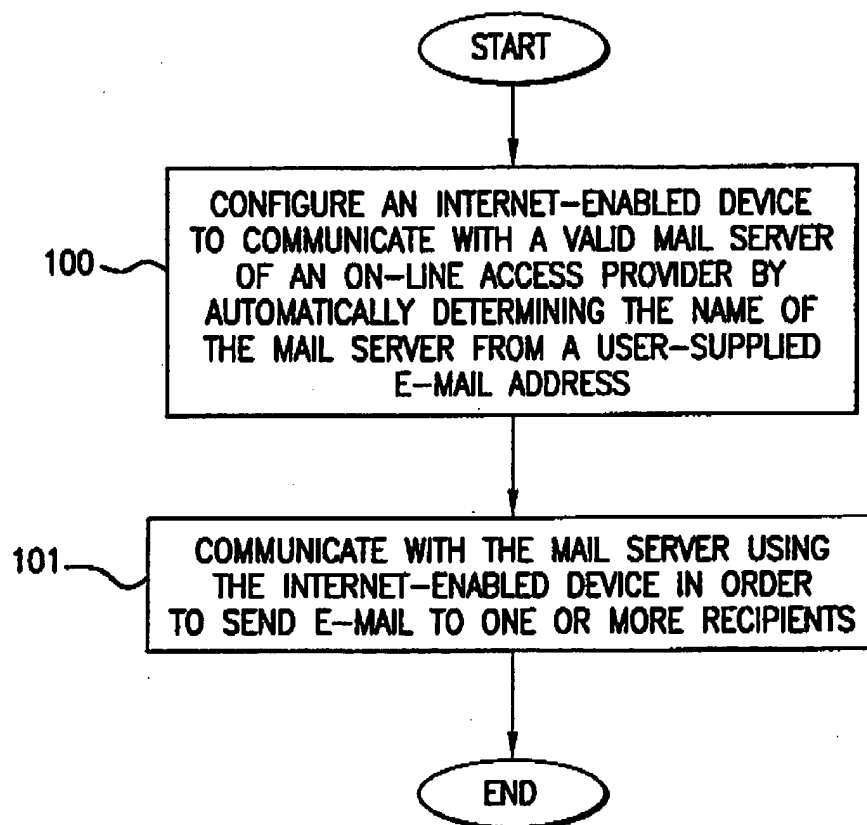 START
100
CONFIGURE AN INTERNET-ENABLED DEVICE
TO COMMUNICATE WITH A VALID MAIL SERVER
OF AN ON-LINE ACCESS PROVIDER BY
AUTOMATICALLY DETERMINING THE NAME OF
THE MAIL SERVER FROM A USER-SUPPLIED
E-MAIL ADDRESS
101
COMMUNICATE WITH THE MAIL SERVER USING
THE INTERNET-ENABLED DEVICE IN ORDER
TO SEND E-MAIL TO ONE OR MORE RECIPIENTS
END